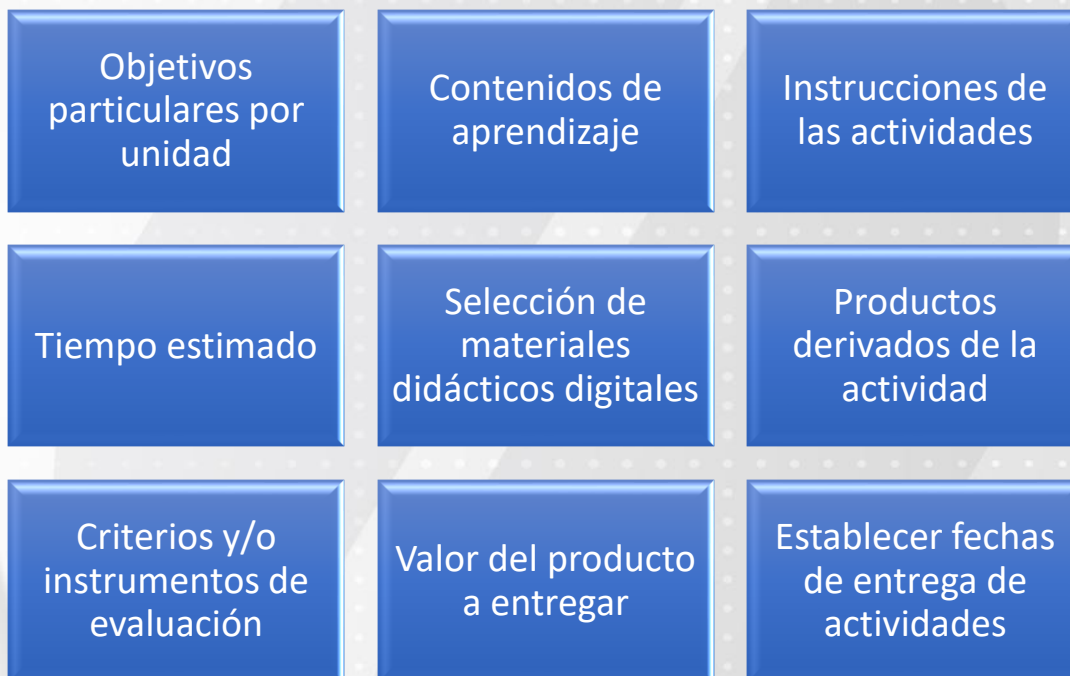 Objetivos
particulares por
unidad
Contenidos de
aprendizaje
Instrucciones de
las actividades
Tiempo estimado
Selección de
materiales
didácticos digitales
Productos
derivados de la
actividad
Criterios y/o
instrumentos de
evaluación
Valor del producto
a entregar
Establecer fechas
de entrega de
actividades